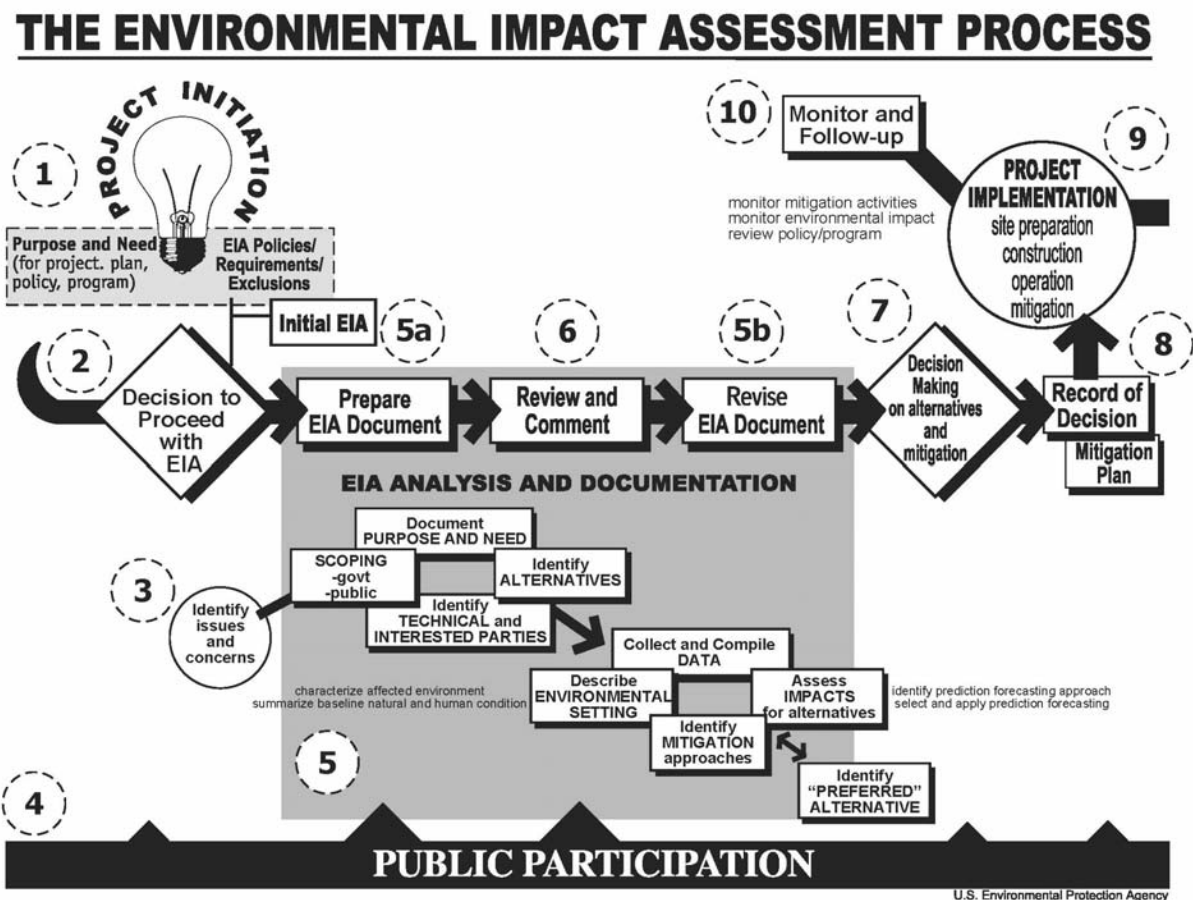 THE ENVIRONMENTAL IMPACT ASSESSMENT PROCESS
PROJECT INITIATION
1
Purpose and Need
(for project. plan,
policy, program)
EIA Policies/
Requirements/
Exclusions
Initial EIA
2
Decision to
Proceed
with
EIA
5a
Prepare
EIA Document
6
Review and
Comment
5b
Revise
EIA Document
7
Decision
Making
on alternatives
and
mitigation
8
Record of
Decision
Mitigation
Plan
9
PROJECT
IMPLEMENTATION
site preparation
construction
operation
mitigation
10
Monitor and
Follow-up
monitor mitigation activities
monitor environmental impact
review policy/program
EIA ANALYSIS AND DOCUMENTATION
3
Identify
issues
and
concerns
SCOPING
-govt
-public
Document
PURPOSE AND NEED
Identify
ALTERNATIVES
Identify
TECHNICAL and
INTERESTED PARTIES
Collect and Compile
DATA
characterize affected environment
summarize baseline natural and human condition
Describe
ENVIRONMENTAL
SETTING
Assess
IMPACTS
for alternatives
identify prediction forecasting approach
select and apply prediction forecasting
Identify
MITIGATION
approaches
Identify
“PREFERRED”
ALTERNATIVE
5
4
PUBLIC PARTICIPATION
U.S. Environmental Protection Agency